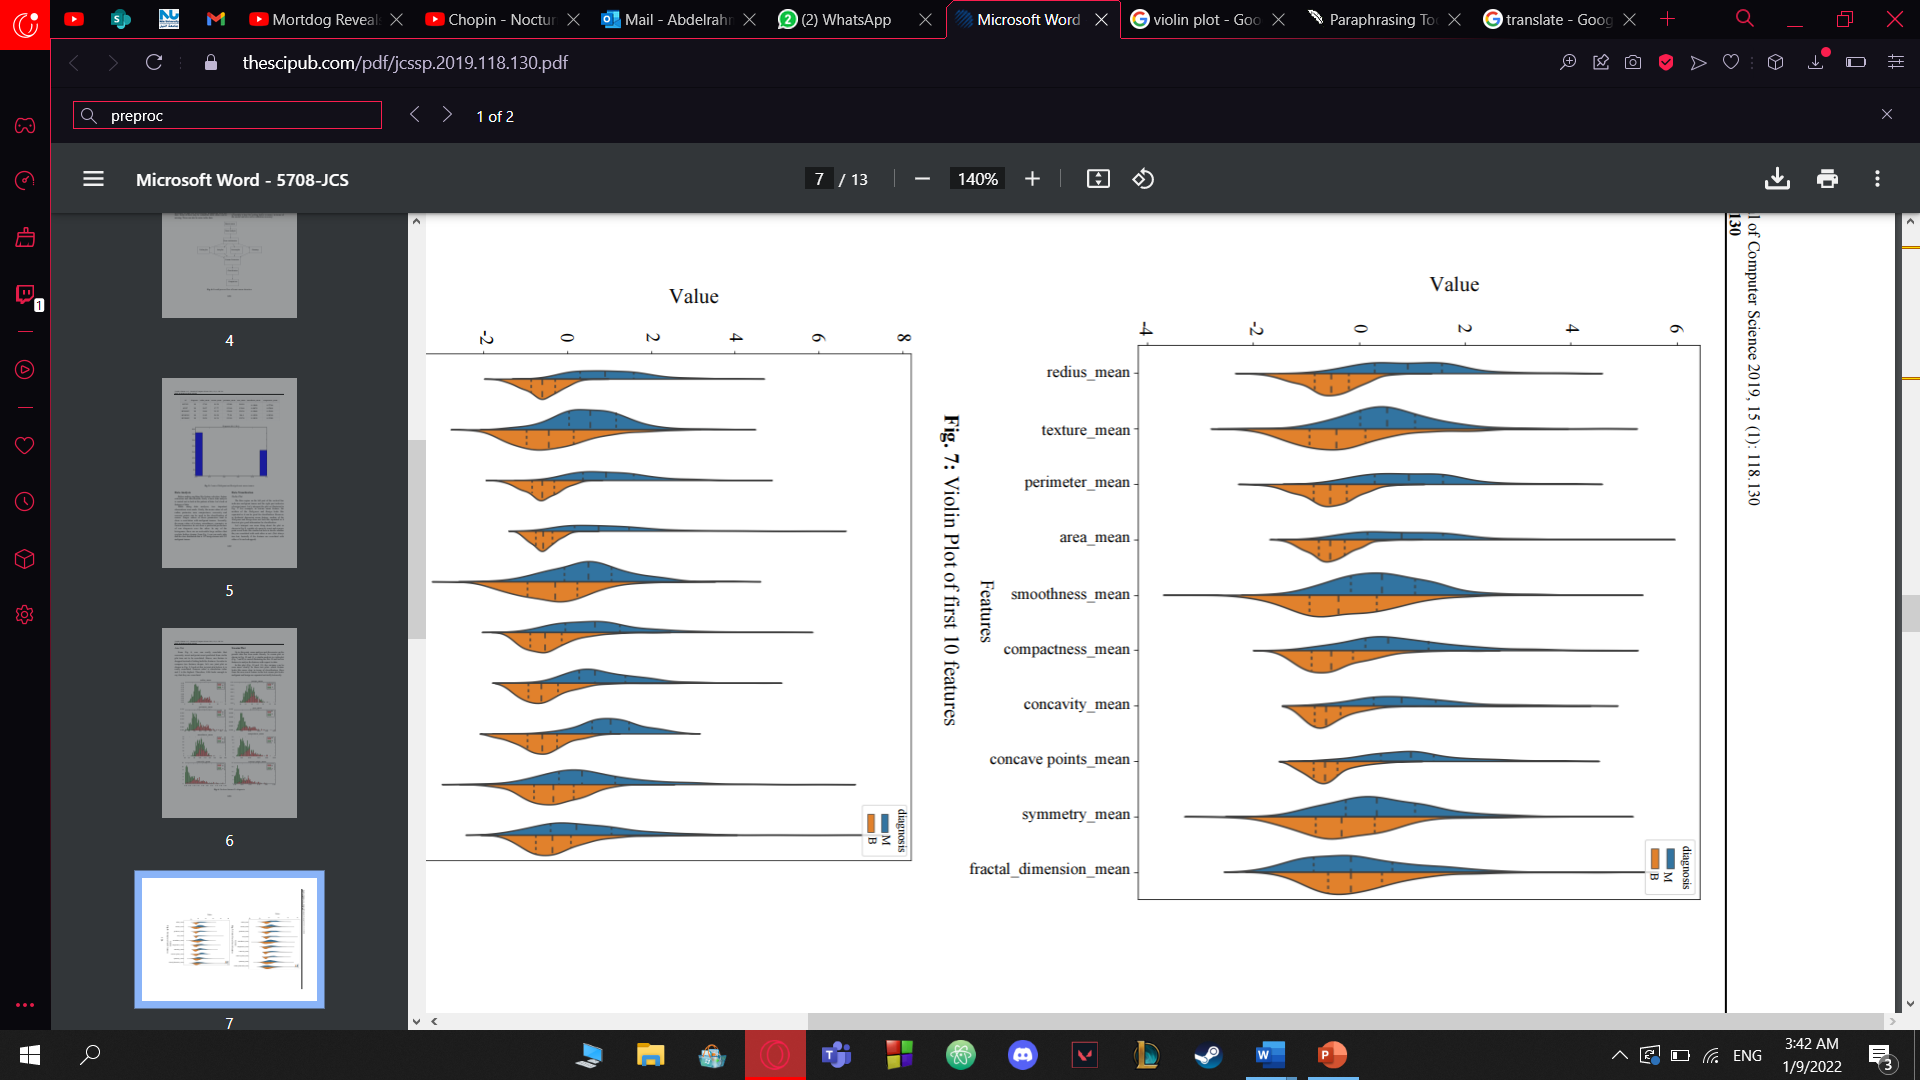 Mortdog Reveal
Chopin - Noctur
Mail - Abdelrahm
(2) WhatsApp
Microsoft Word
violin plot - Goo
Paraphrasing Too
translate - Goog
thescipub.com/pdf/jcssp.2019.118.130.pdf
preproc
1 of 2
Microsoft Word - 5708-JCS
7 / 13
140%
4
5
6
7
1
Value
-2 0 2 4 6 8
diagnosis
M
B
Fig. 7: Violin Plot of first 10 features
Features
Value
-4 -2 0 2 4 6
redius_mean
texture_mean
perimeter_mean
area_mean
smoothness_mean
compactness_mean
concavity_mean
concave points_mean
symmetry_mean
fractal_dimension_mean
diagnosis
M
B
l of Computer Science 2019, 15 (1): 118.130
130
ENG
3:42 AM
1/9/2022
3